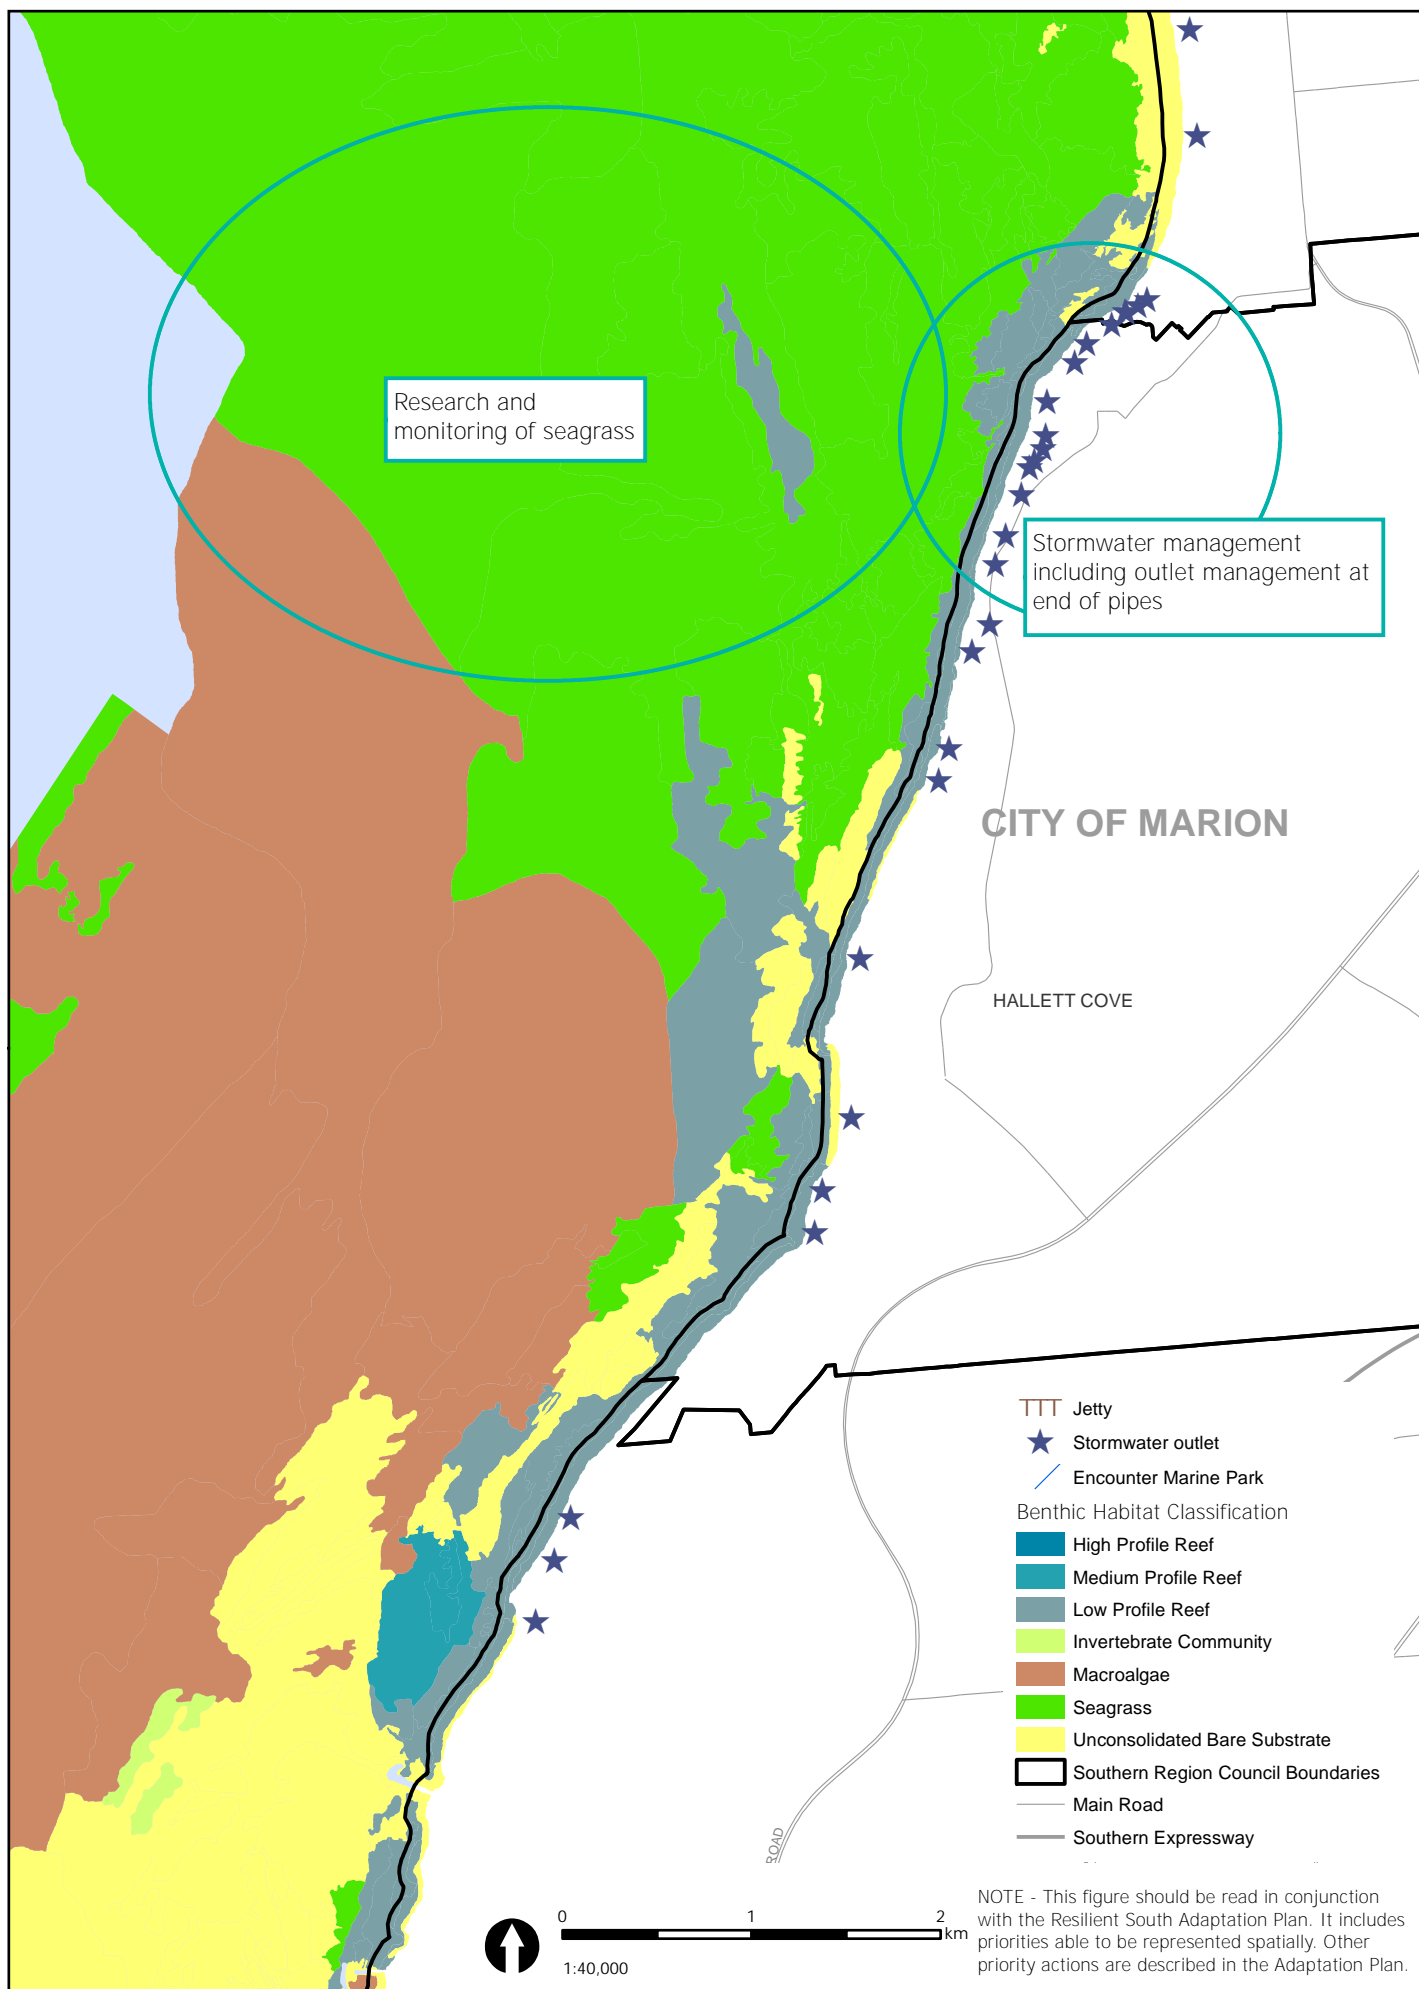 Research and
monitoring of seagrass
Stormwater management
including outlet management at
end of pipes
CITY OF MARION
HALLETT COVE
TTT Jetty
Stormwater outlet
Encounter Marine Park
Benthic Habitat Classification
High Profile Reef
Medium Profile Reef
Low Profile Reef
Invertebrate Community
Macroalgae
Seagrass
Unconsolidated Bare Substrate
Southern Region Council Boundaries
Main Road
Southern Expressway
ROAD
0 1 2
km
1:40,000
NOTE - This figure should be read in conjunction
with the Resilient South Adaptation Plan. It includes
priorities able to be represented spatially. Other
priority actions are described in the Adaptation Plan.